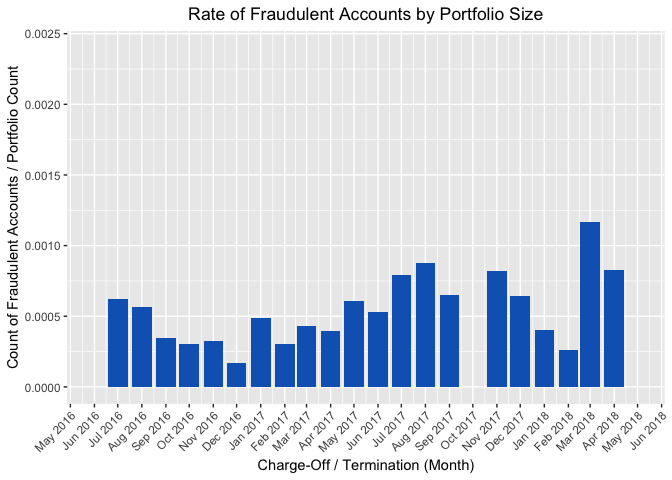 Rate of Fraudulent Accounts by Portfolio Size
Count of Fraudulent Accounts / Portfolio Count
0.0025
0.0020
0.0015
0.0010
0.0005
0.0000
May 2016
Jun 2016
Jul 2016
Aug 2016
Sep 2016
Oct 2016
Nov 2016
Dec 2016
Jan 2017
Feb 2017
Mar 2017
Apr 2017
May 2017
Jun 2017
Jul 2017
Aug 2017
Sep 2017
Oct 2017
Nov 2017
Dec 2017
Jan 2018
Feb 2018
Mar 2018
Apr 2018
May 2018
Jun 2018
Charge-Off / Termination (Month)